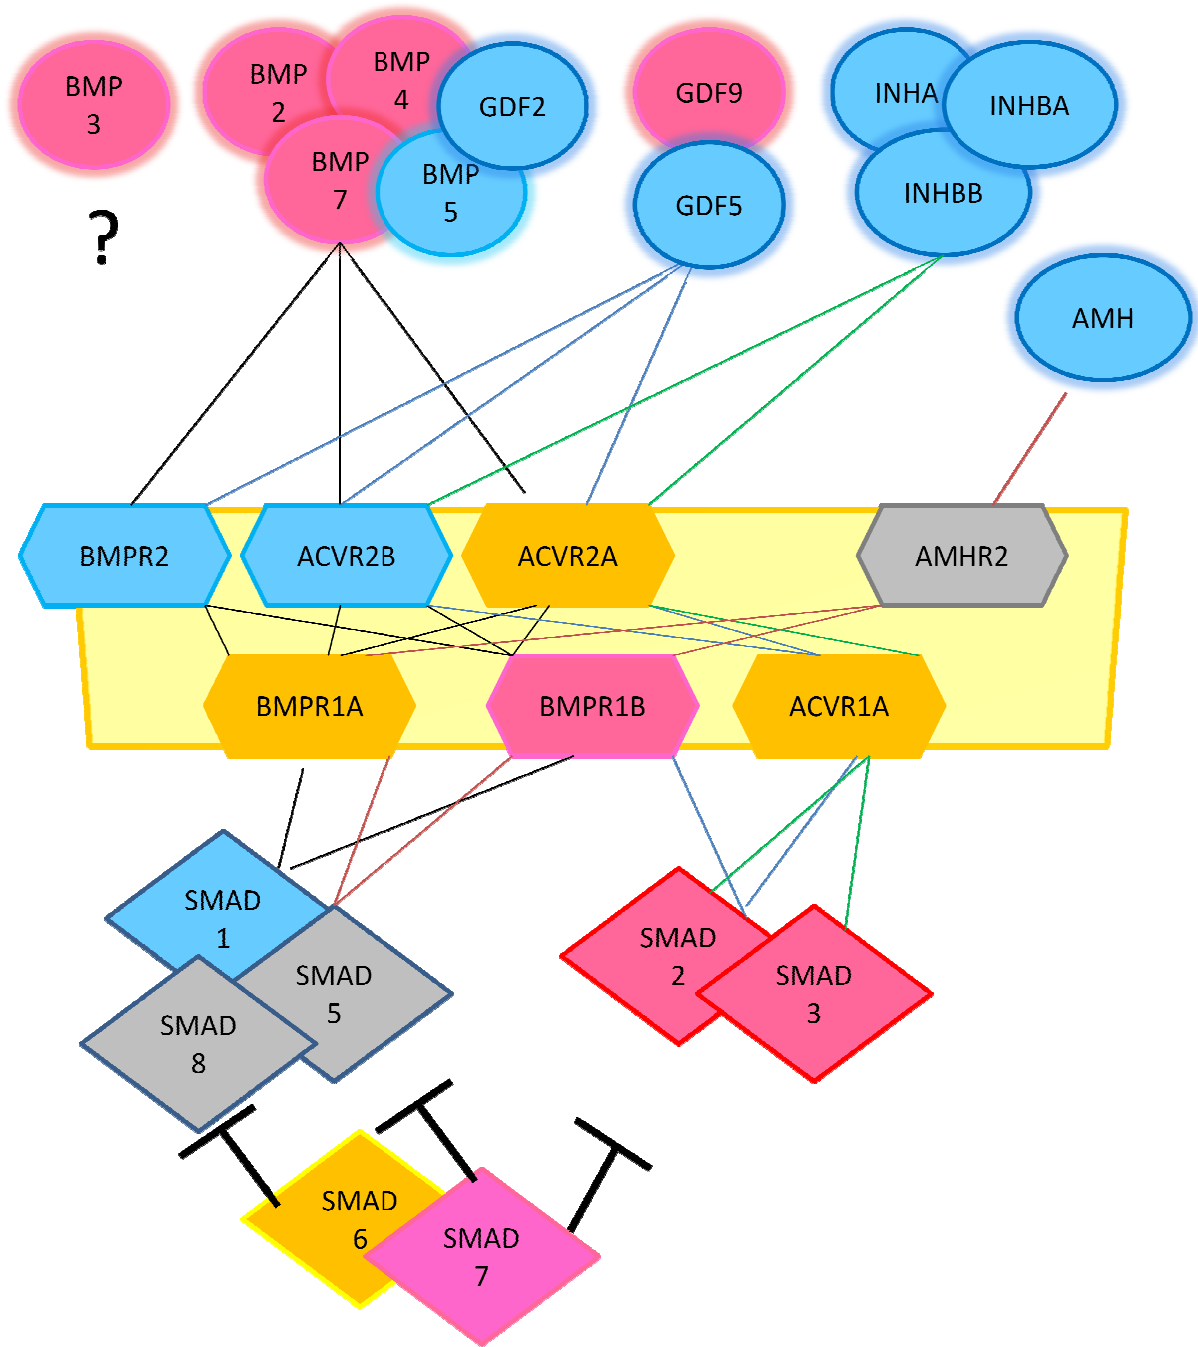 BMP
3
?
BMP
2
BMP
4
BMP
7
BMP
5
GDF2
GDF9
GDF5
INHA
INHBA
INHBB
AMH
BMPR2
ACVR2B
ACVR2A
AMHR2
BMPR1A
BMPR1B
ACVR1A
SMAD
1
SMAD
5
SMAD
8
SMAD
2
SMAD
3
SMAD
6
SMAD
7